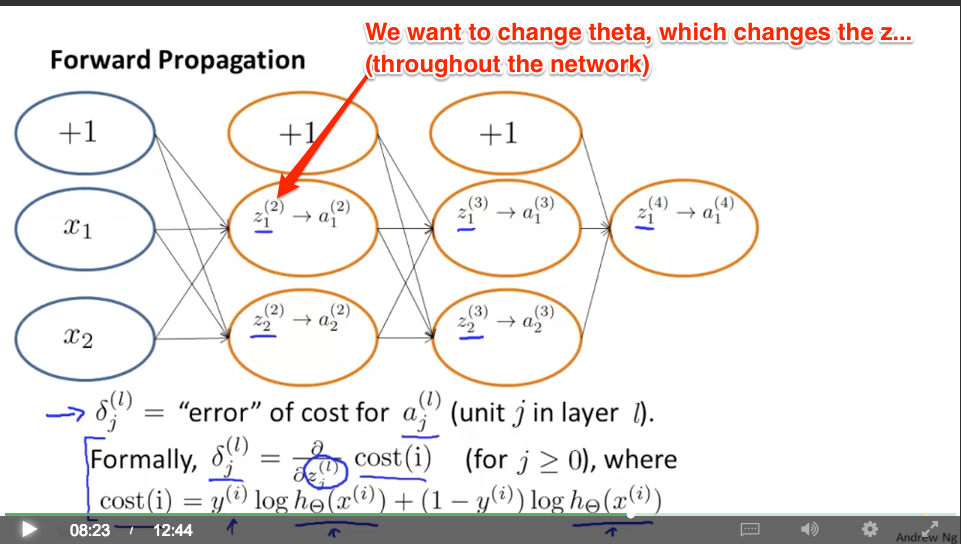 We want to change theta, which changes the z...
(throughout the network)
Forward Propagation
+1 +1 +1
x₁ z₁⁽²⁾ → a₁⁽²⁾ z₁⁽³⁾ → a₁⁽³⁾ z₁⁽⁴⁾ → a₁⁽⁴⁾
x₂ z₂⁽²⁾ → a₂⁽²⁾ z₂⁽³⁾ → a₂⁽³⁾
→ δⱼ⁽ˡ⁾ = “error” of cost for aⱼ⁽ˡ⁾ (unit j in layer l).
Formally, δⱼ⁽ˡ⁾ = ∂/∂zⱼ⁽ˡ⁾ cost(i) (for j ≥ 0), where
cost(i) = y⁽ⁱ⁾ log hΘ(x⁽ⁱ⁾) + (1 − y⁽ⁱ⁾) log hΘ(x⁽ⁱ⁾)
08:23 / 12:44
Andrew Ng